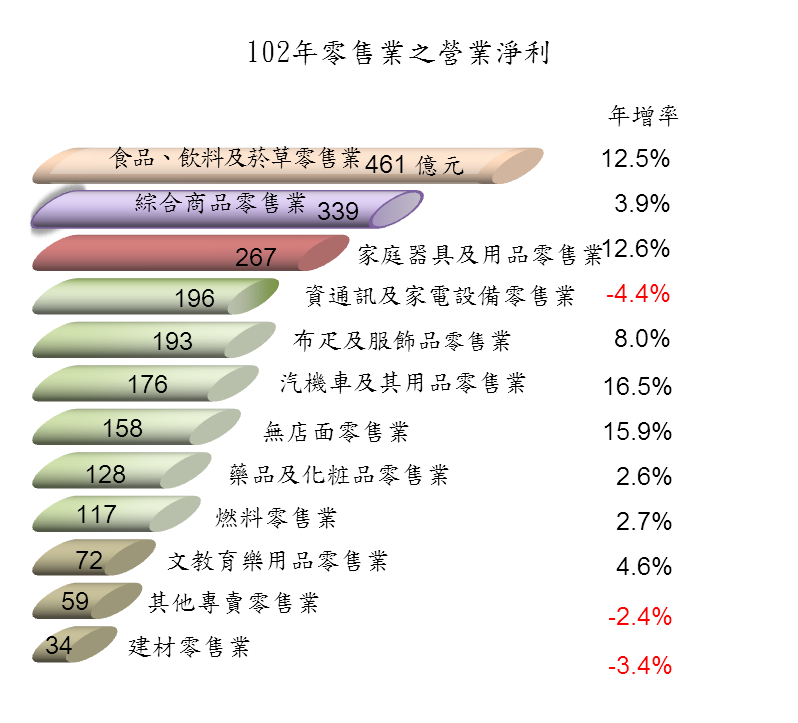 102年零售業之營業淨利
年增率
食品、飲料及菸草零售業 461 億元 12.5%
綜合商品零售業 339 3.9%
267 家庭器具及用品零售業 12.6%
196 資通訊及家電設備零售業 -4.4%
193 布疋及服飾品零售業 8.0%
176 汽機車及其用品零售業 16.5%
158 無店面零售業 15.9%
128 藥品及化粧品零售業 2.6%
117 燃料零售業 2.7%
72 文教育樂用品零售業 4.6%
59 其他專賣零售業 -2.4%
34 建材零售業 -3.4%